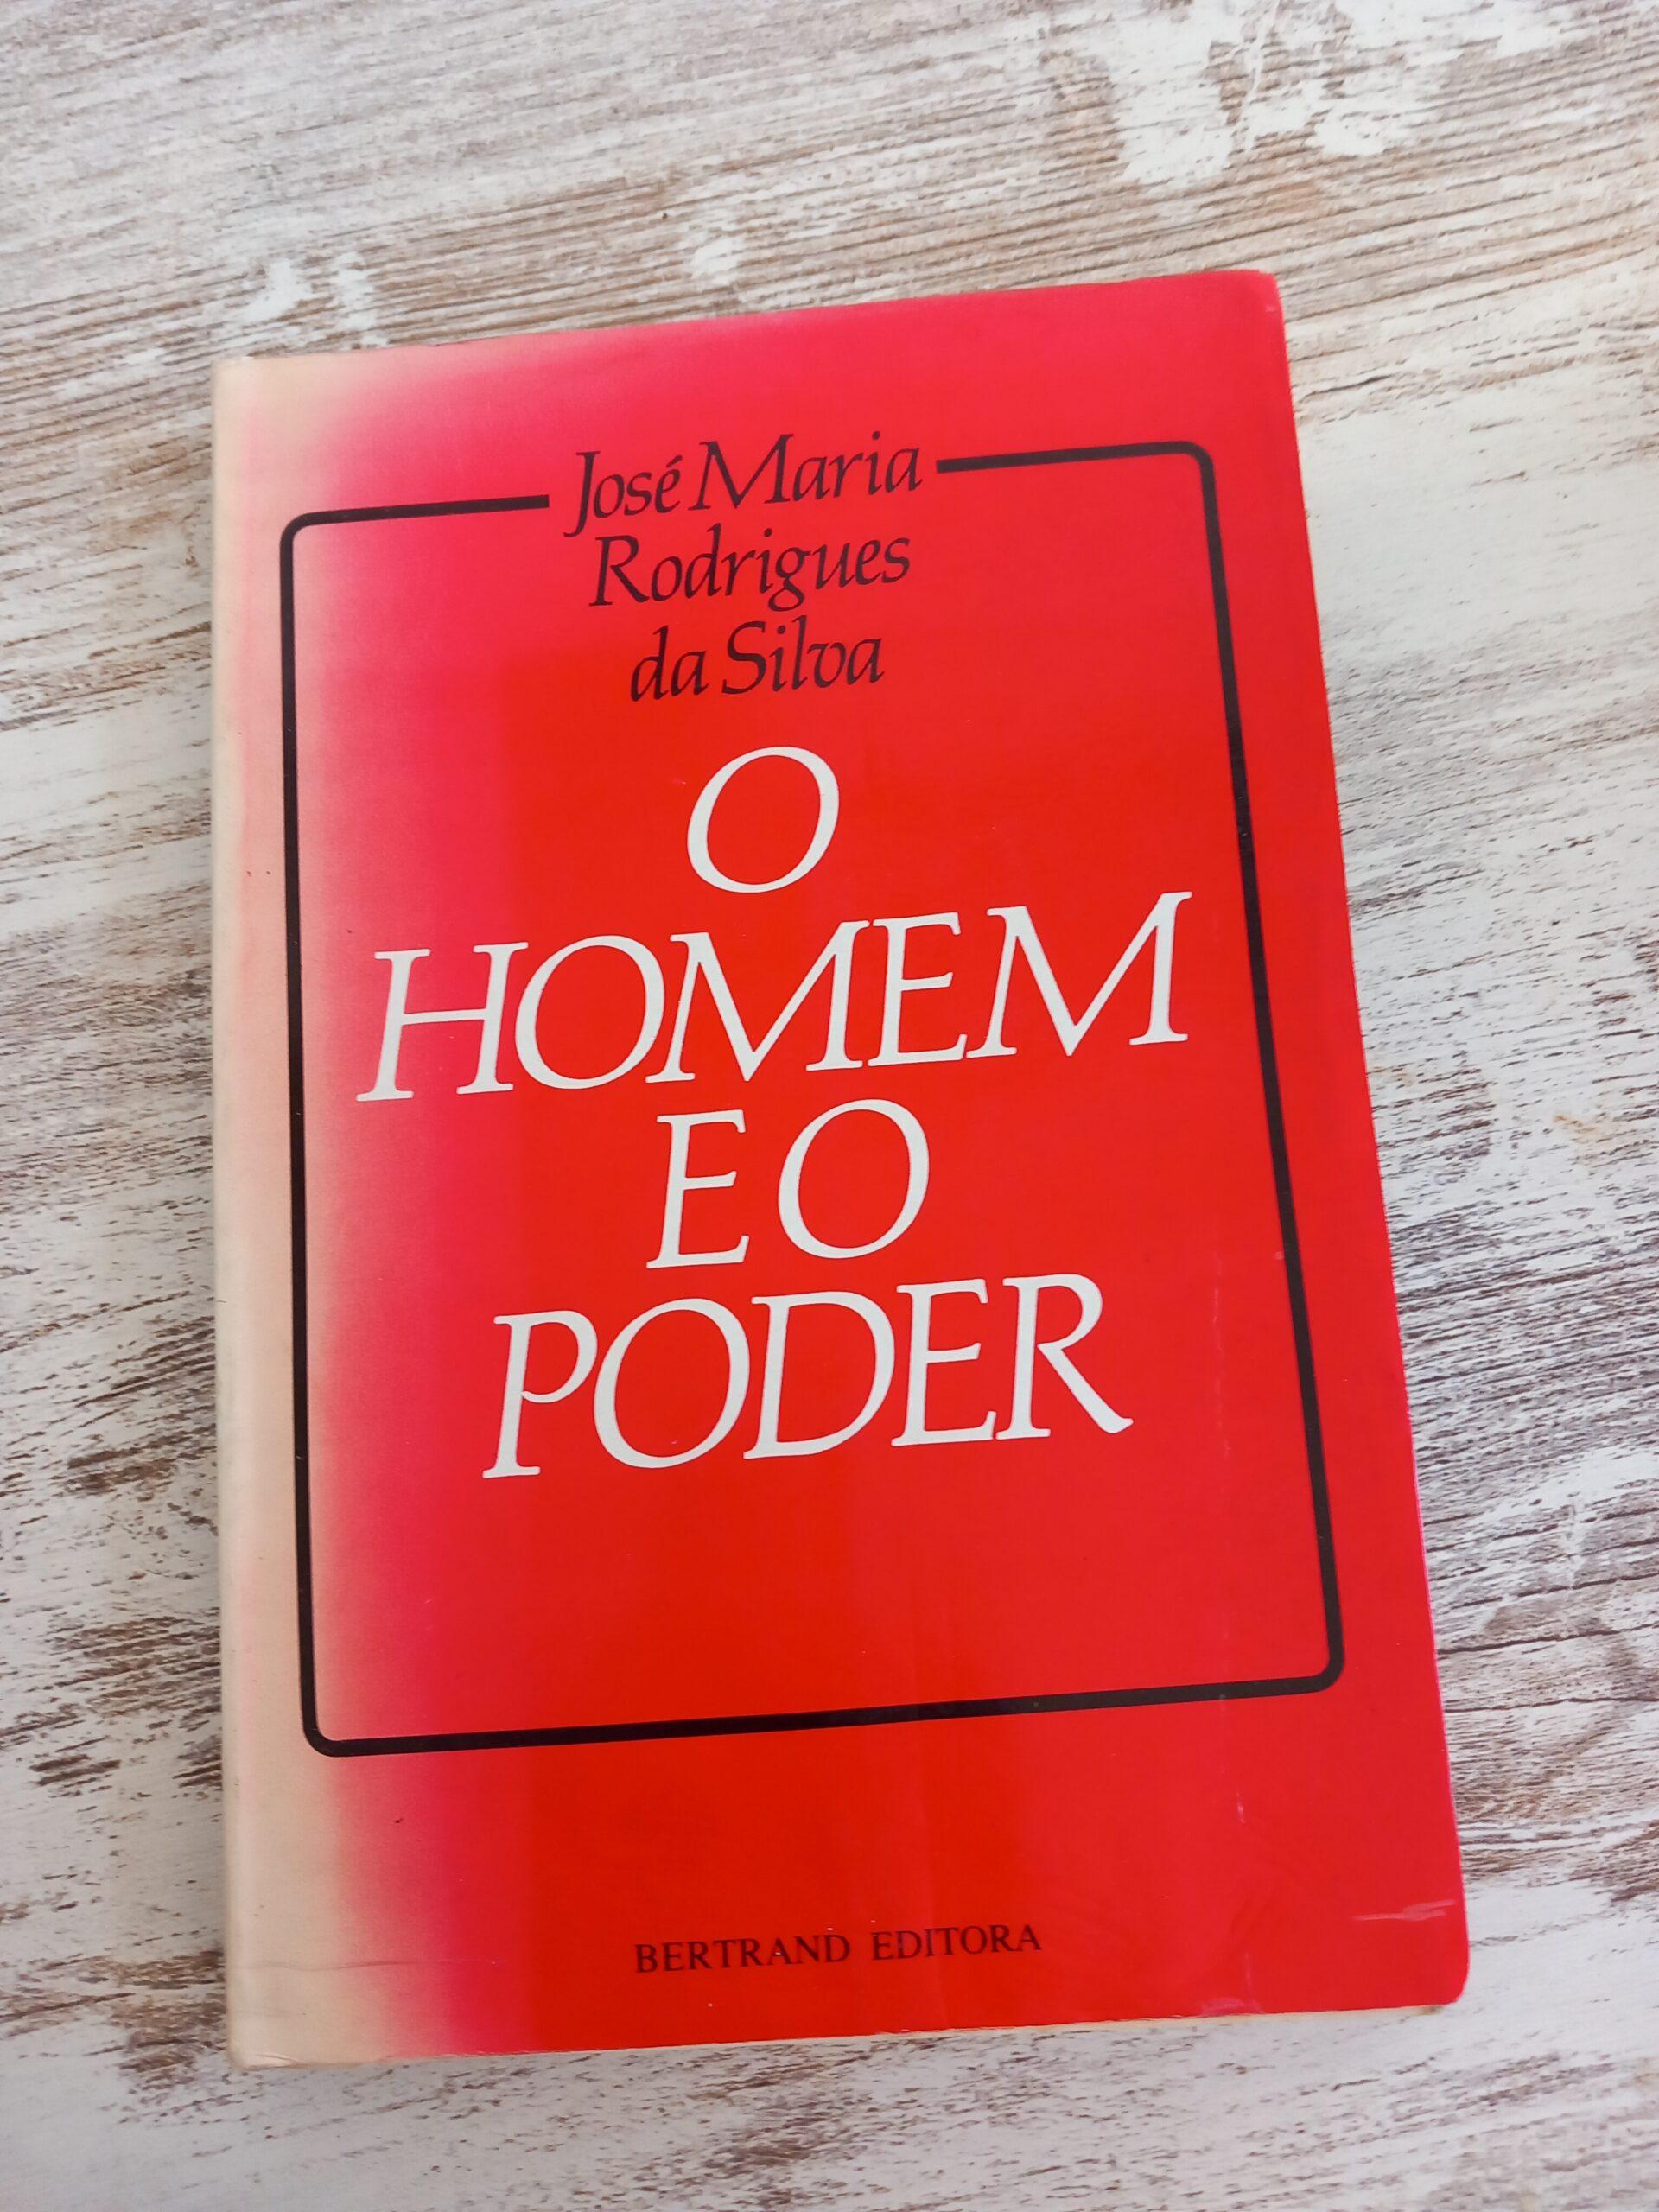 José Maria
Rodrigues
da Silva
O
HOMEM
E O
PODER
BERTRAND EDITORA